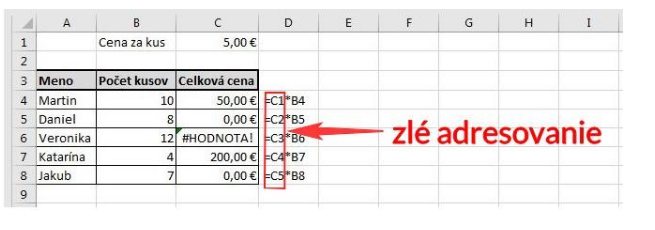 A B C D E F G H I
1 Cena za kus 5,00 €
2
3 Meno Počet kusov Celková cena
4 Martin 10 50,00 € =C1*B4
5 Daniel 8 0,00 € =C2*B5
6 Veronika 12 #HODNOTA! =C3*B6
7 Katarína 4 200,00 € =C4*B7
8 Jakub 7 0,00 € =C5*B8
9
zlé adresovanie